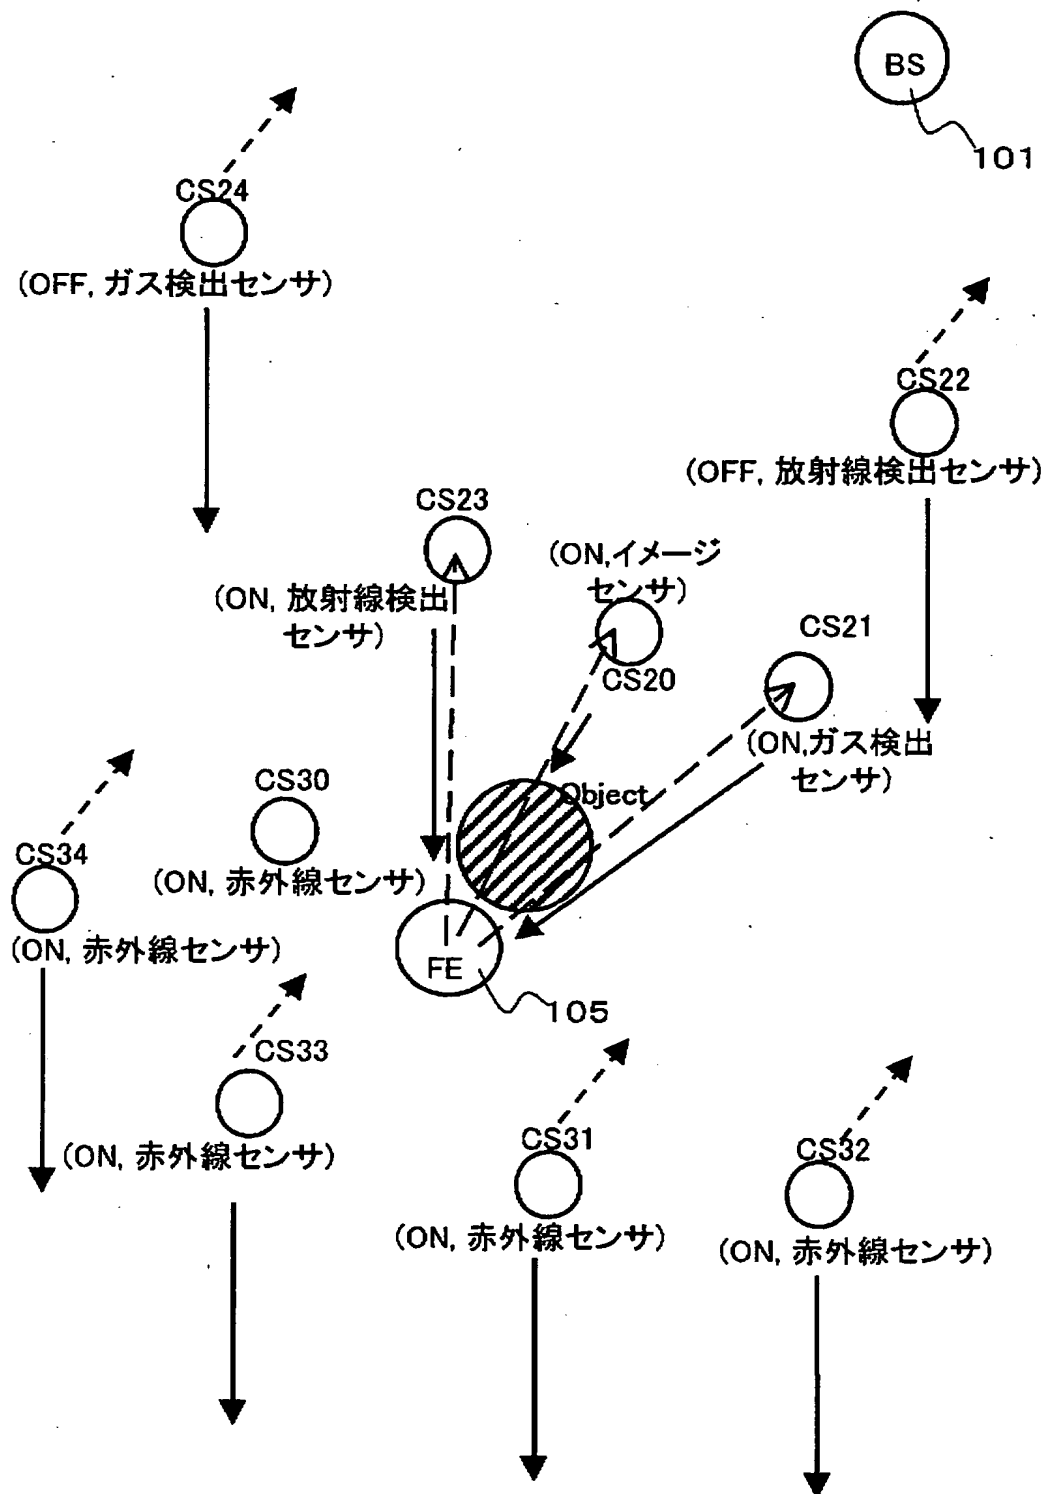 BS
101
CS24
(OFF, ガス検出センサ)
CS22
(OFF, 放射線検出センサ)
CS23
(ON, 放射線検出
センサ)
(ON,イメージ
センサ)
CS20
CS21
(ON,ガス検出
センサ)
Object
CS30
(ON, 赤外線センサ)
CS34
(ON, 赤外線センサ)
FE
105
CS33
(ON, 赤外線センサ)
CS31
(ON, 赤外線センサ)
CS32
(ON, 赤外線センサ)